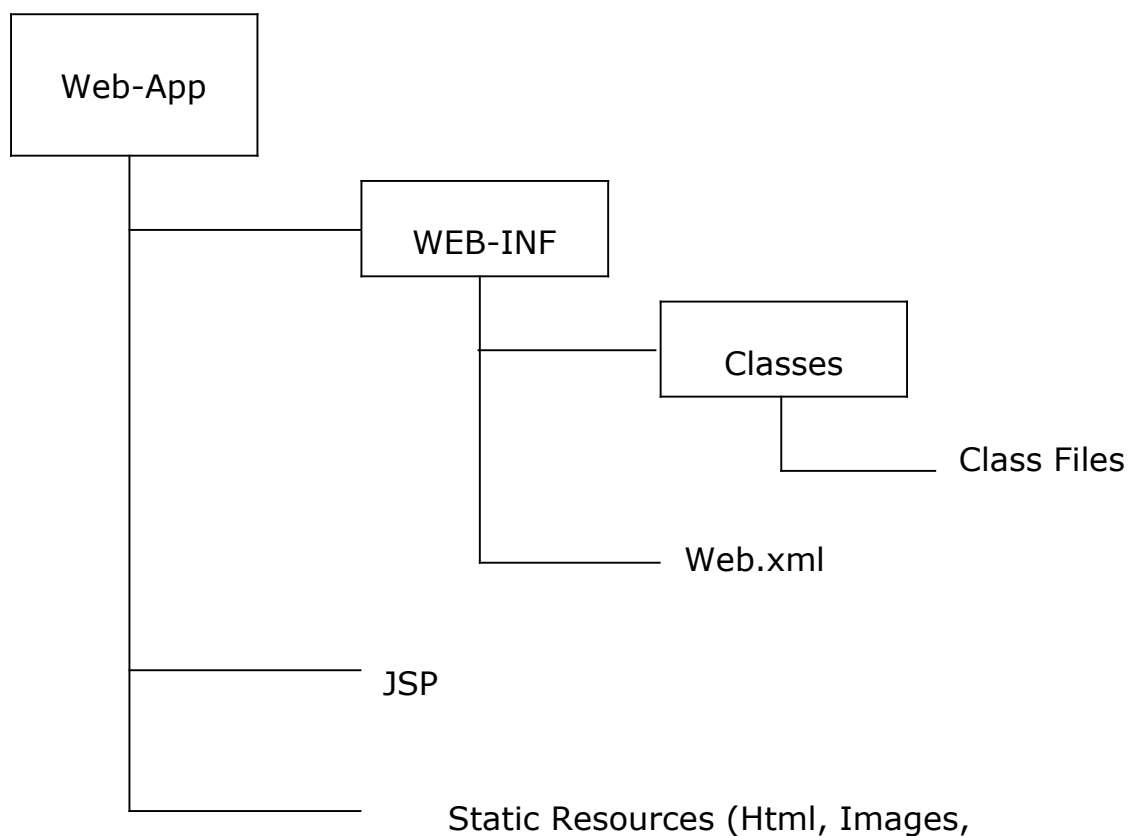 Web-App
WEB-INF
Classes
Class Files
Web.xml
JSP
Static Resources (Html, Images,